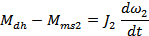 M_dh − M_ms2 = J_2 dω_2/dt